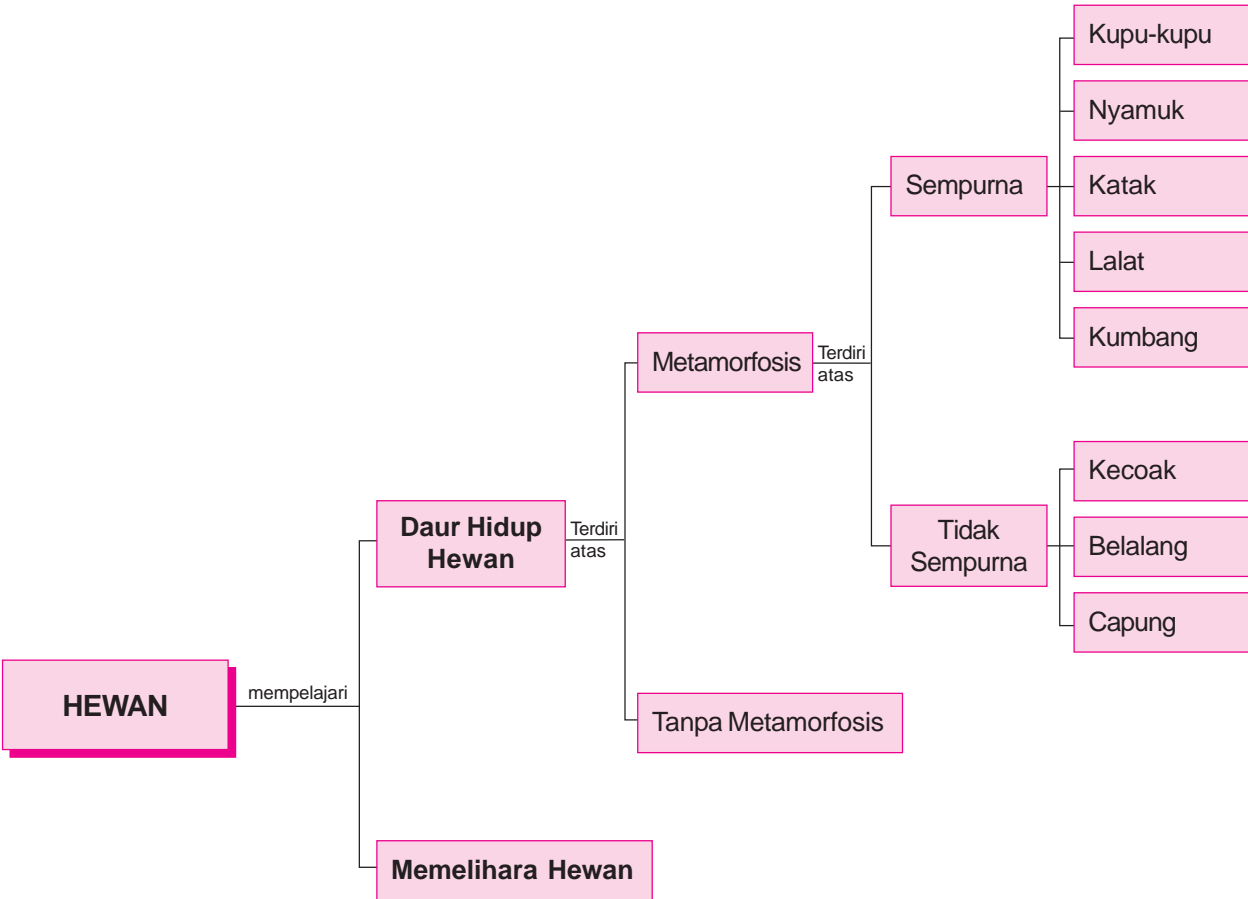 Kupu-kupu
Nyamuk
Sempurna
Katak
Lalat
Kumbang
Metamorfosis
Terdiri
atas
Kecoak
Daur Hidup
Hewan
Terdiri
atas
Tidak
Sempurna
Belalang
Capung
HEWAN
mempelajari
Tanpa Metamorfosis
Memelihara Hewan